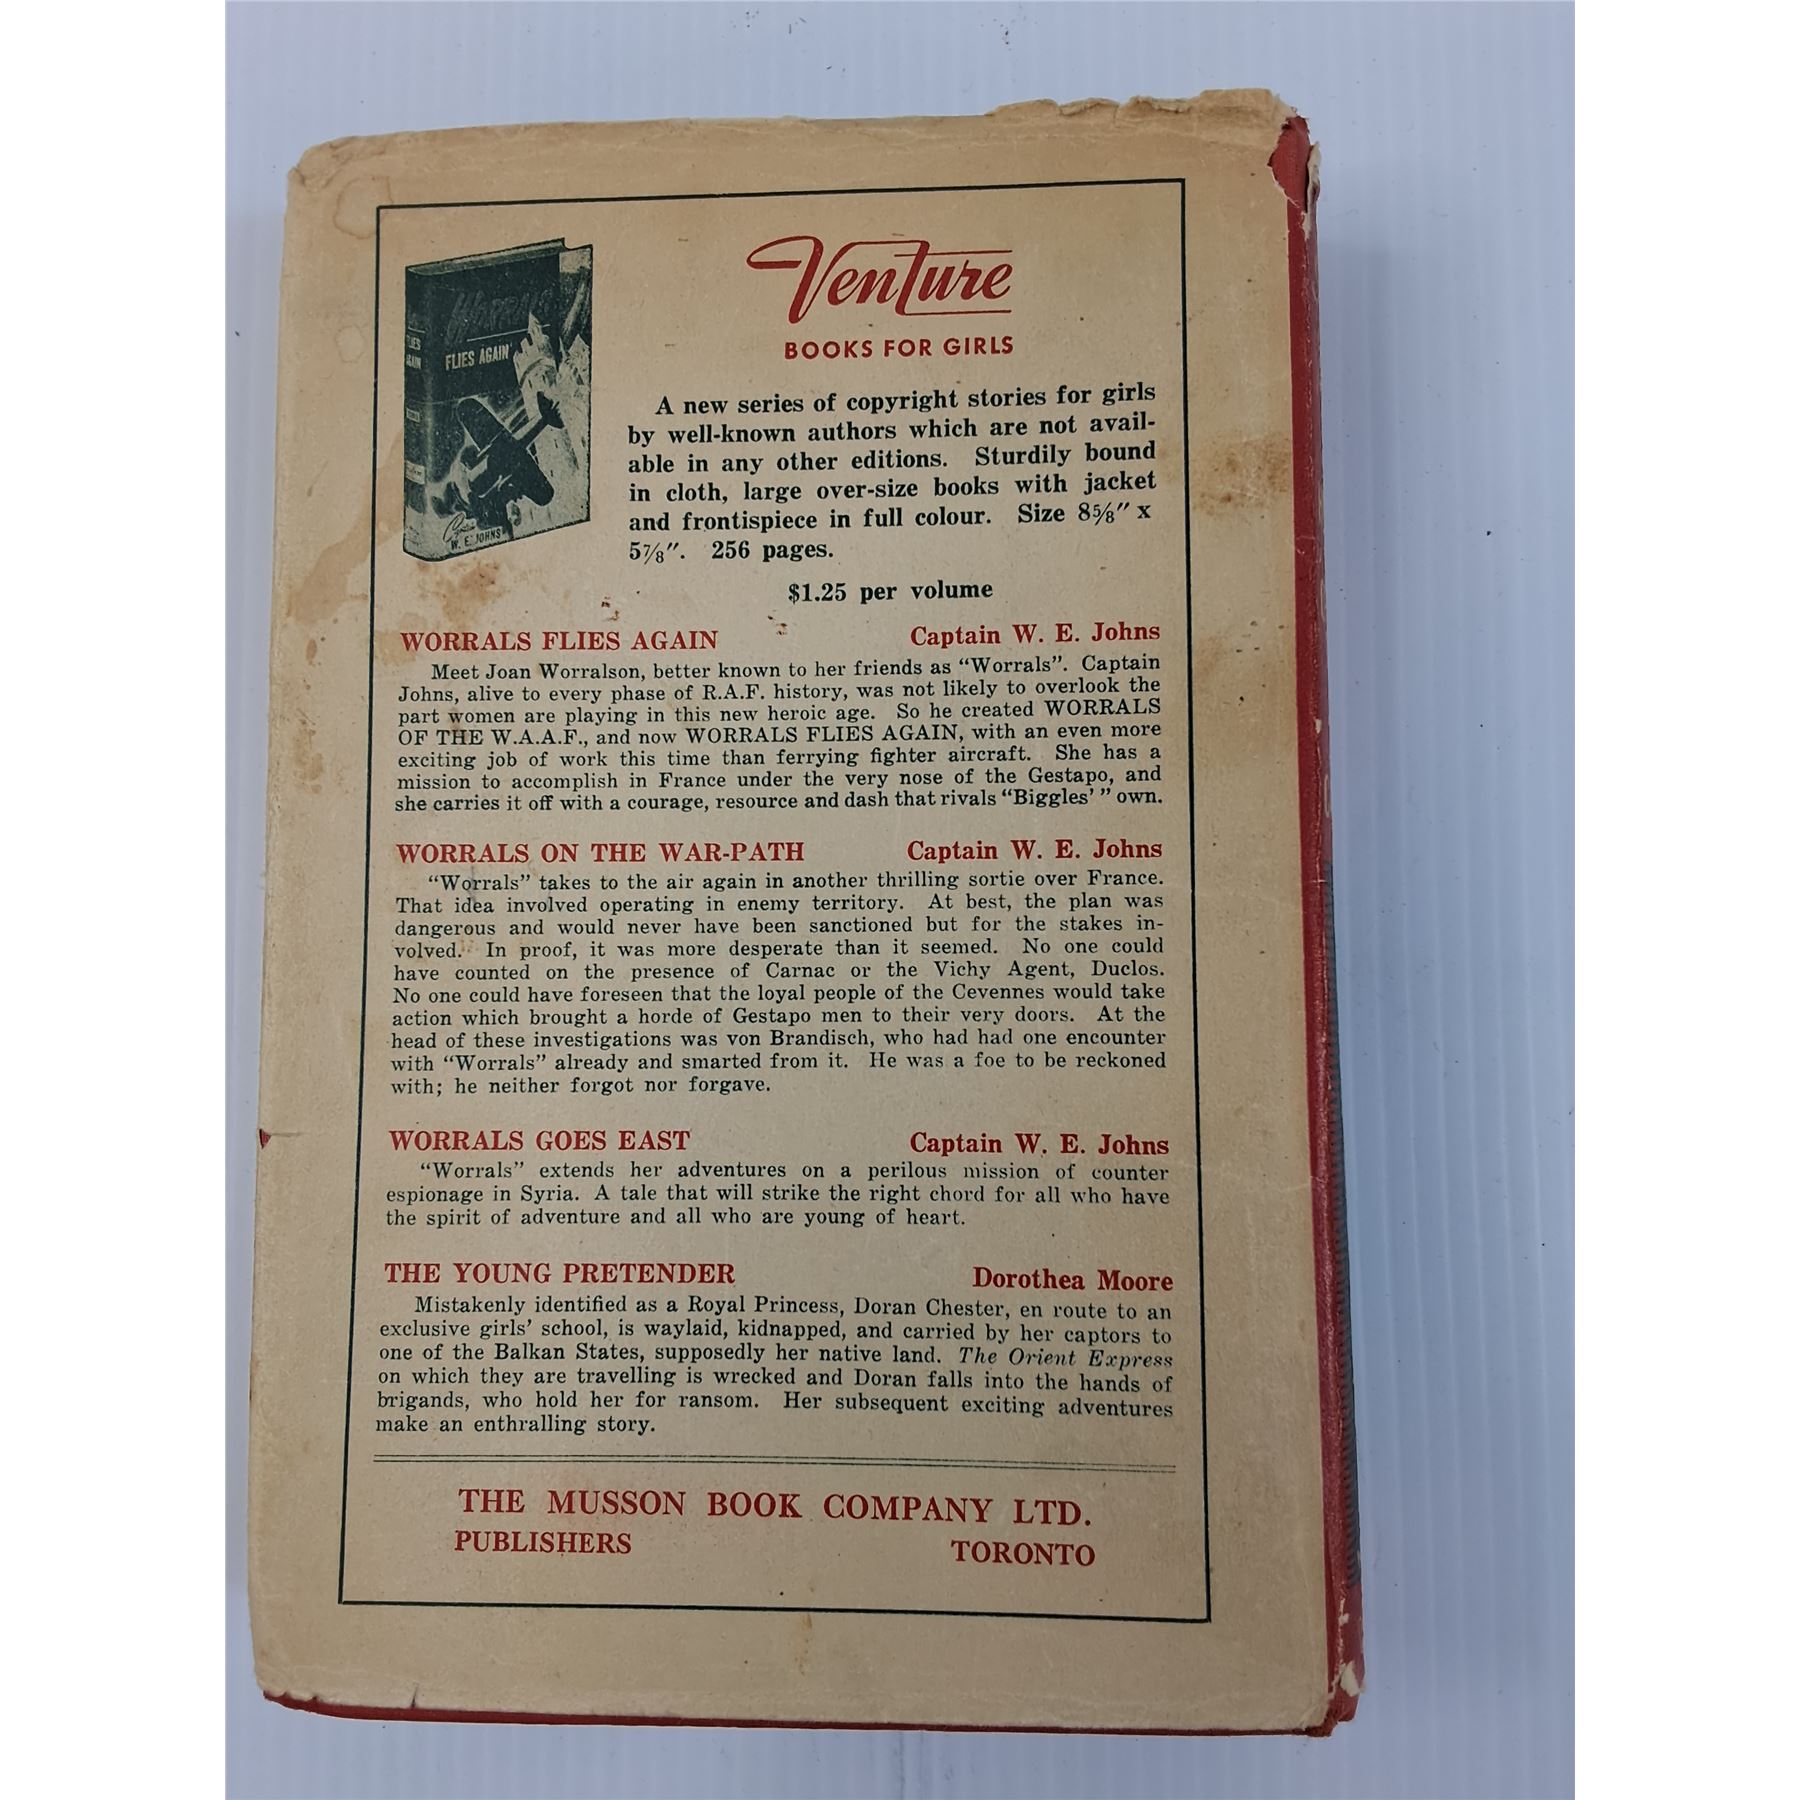 Venture
BOOKS FOR GIRLS
WORRALS
FLIES AGAIN
W. E. JOHNS
A new series of copyright stories for girls
by well-known authors which are not avail-
able in any other editions. Sturdily bound
in cloth, large over-size books with jacket
and frontispiece in full colour. Size 8⅝" x
5⅞". 256 pages.
$1.25 per volume
WORRALS FLIES AGAIN Captain W. E. Johns
Meet Joan Worralson, better known to her friends as "Worrals". Captain
Johns, alive to every phase of R.A.F. history, was not likely to overlook the
part women are playing in this new heroic age. So he created WORRALS
OF THE W.A.A.F., and now WORRALS FLIES AGAIN, with an even more
exciting job of work this time than ferrying fighter aircraft. She has a
mission to accomplish in France under the very nose of the Gestapo, and
she carries it off with a courage, resource and dash that rivals "Biggles' " own.
WORRALS ON THE WAR-PATH Captain W. E. Johns
"Worrals" takes to the air again in another thrilling sortie over France.
That idea involved operating in enemy territory. At best, the plan was
dangerous and would never have been sanctioned but for the stakes in-
volved. In proof, it was more desperate than it seemed. No one could
have counted on the presence of Carnac or the Vichy Agent, Duclos.
No one could have foreseen that the loyal people of the Cevennes would take
action which brought a horde of Gestapo men to their very doors. At the
head of these investigations was von Brandisch, who had had one encounter
with "Worrals" already and smarted from it. He was a foe to be reckoned
with; he neither forgot nor forgave.
WORRALS GOES EAST Captain W. E. Johns
"Worrals" extends her adventures on a perilous mission of counter
espionage in Syria. A tale that will strike the right chord for all who have
the spirit of adventure and all who are young of heart.
THE YOUNG PRETENDER Dorothea Moore
Mistakenly identified as a Royal Princess, Doran Chester, en route to an
exclusive girls' school, is waylaid, kidnapped, and carried by her captors to
one of the Balkan States, supposedly her native land. The Orient Express
on which they are travelling is wrecked and Doran falls into the hands of
brigands, who hold her for ransom. Her subsequent exciting adventures
make an enthralling story.
THE MUSSON BOOK COMPANY LTD.
PUBLISHERS TORONTO